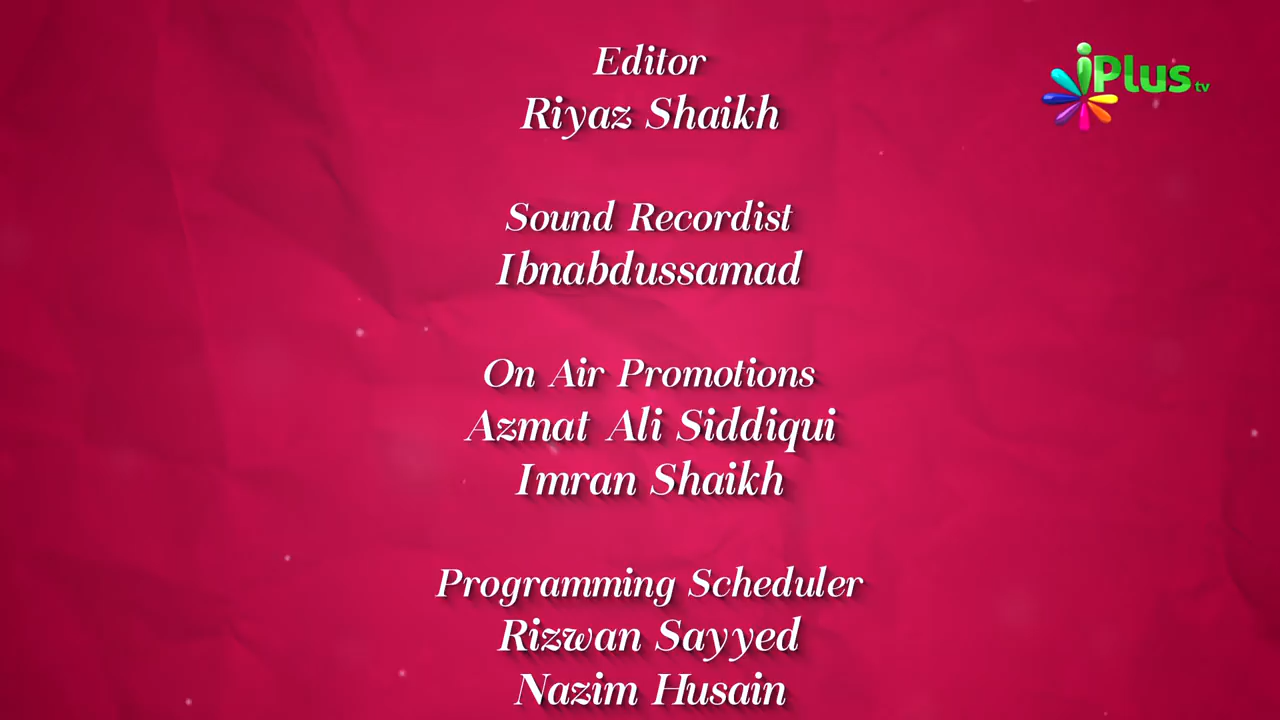 Editor
Riyaz Shaikh
iPlus tv
Sound Recordist
Ibnabdussamad
On Air Promotions
Azmat Ali Siddiqui
Imran Shaikh
Programming Scheduler
Rizwan Sayyed
Nazim Husain